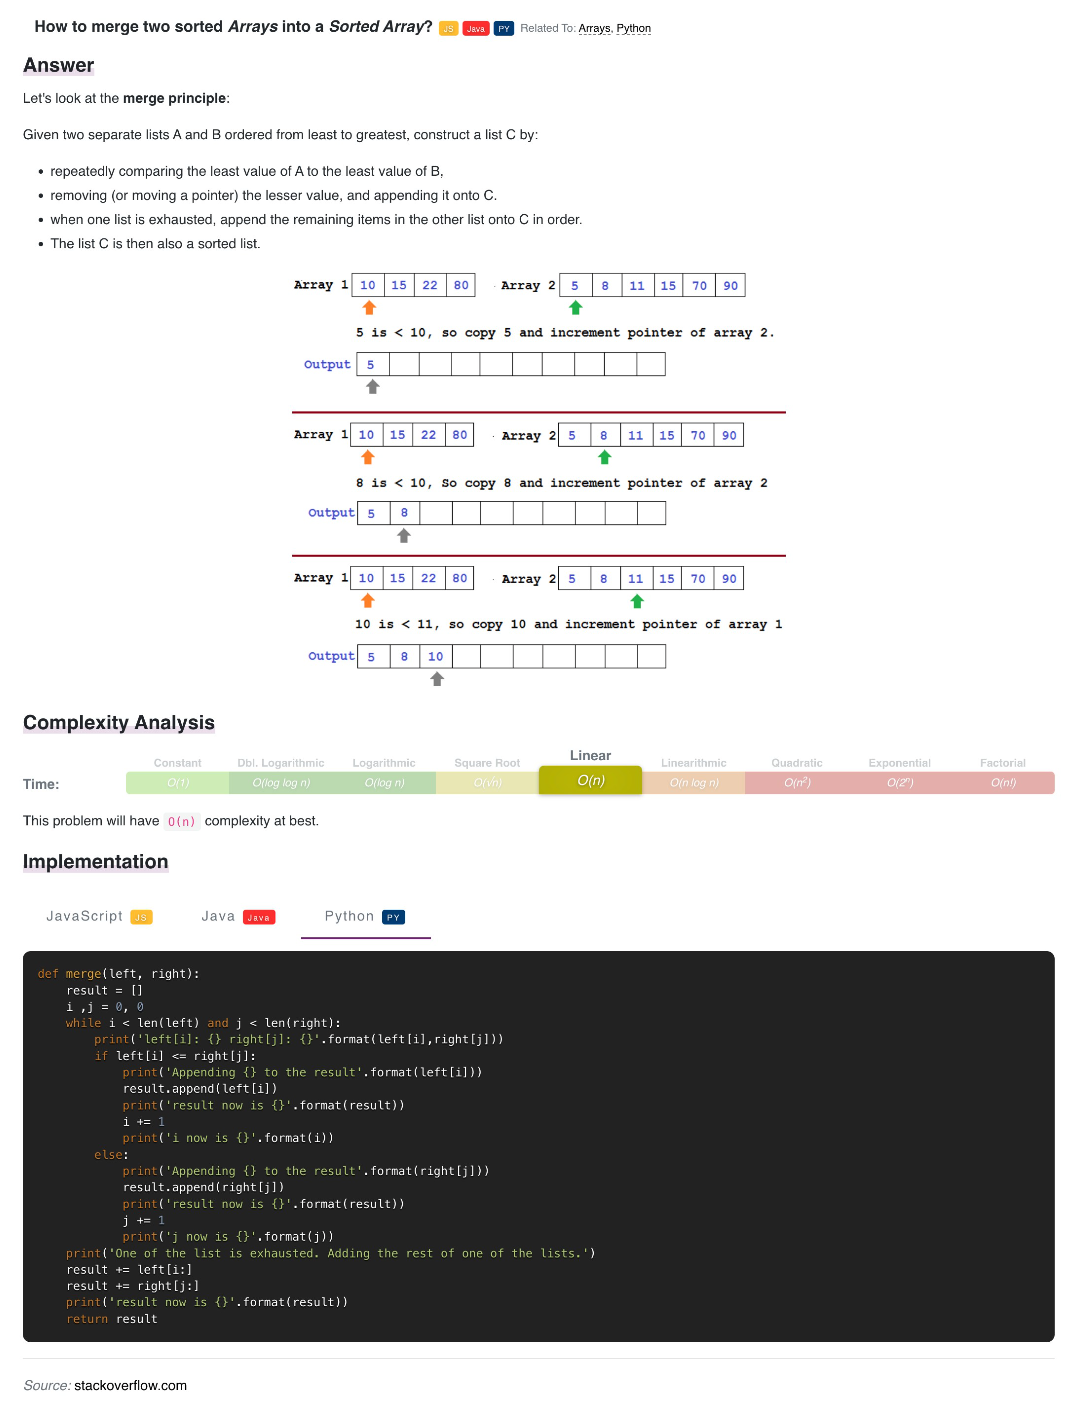 How to merge two sorted Arrays into a Sorted Array? JS Java PY Related To: Arrays, Python
Answer
Let's look at the merge principle:
Given two separate lists A and B ordered from least to greatest, construct a list C by:
• repeatedly comparing the least value of A to the least value of B,
• removing (or moving a pointer) the lesser value, and appending it onto C.
• when one list is exhausted, append the remaining items in the other list onto C in order.
• The list C is then also a sorted list.
Array 1 10 15 22 80 Array 2 5 8 11 15 70 90
5 is < 10, so copy 5 and increment pointer of array 2.
Output 5
Array 1 10 15 22 80 Array 2 5 8 11 15 70 90
8 is < 10, So copy 8 and increment pointer of array 2
Output 5 8
Array 1 10 15 22 80 Array 2 5 8 11 15 70 90
10 is < 11, so copy 10 and increment pointer of array 1
Output 5 8 10
Complexity Analysis
Constant Dbl. Logarithmic Logarithmic Square Root Linear Linearithmic Quadratic Exponential Factorial
Time: O(1) O(log log n) O(log n) O(√n) O(n) O(n log n) O(n²) O(2ⁿ) O(n!)
This problem will have O(n) complexity at best.
Implementation
JavaScript JS Java Java Python PY
def merge(left, right):
    result = []
    i ,j = 0, 0
    while i < len(left) and j < len(right):
        print('left[i]: {} right[j]: {}'.format(left[i],right[j]))
        if left[i] <= right[j]:
            print('Appending {} to the result'.format(left[i]))
            result.append(left[i])
            print('result now is {}'.format(result))
            i += 1
            print('i now is {}'.format(i))
        else:
            print('Appending {} to the result'.format(right[j]))
            result.append(right[j])
            print('result now is {}'.format(result))
            j += 1
            print('j now is {}'.format(j))
    print('One of the list is exhausted. Adding the rest of one of the lists.')
    result += left[i:]
    result += right[j:]
    print('result now is {}'.format(result))
    return result
Source: stackoverflow.com